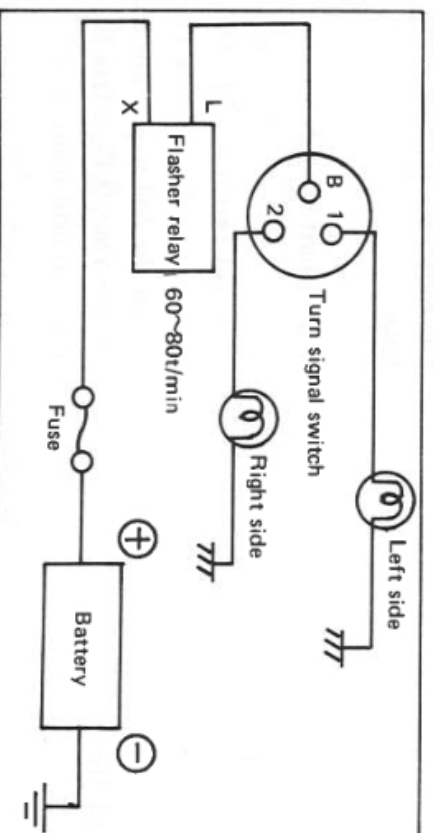 Left side
Right side
Turn signal switch
B
1
2
L
X
Flasher relay
60~80t/min
Fuse
+
−
Battery